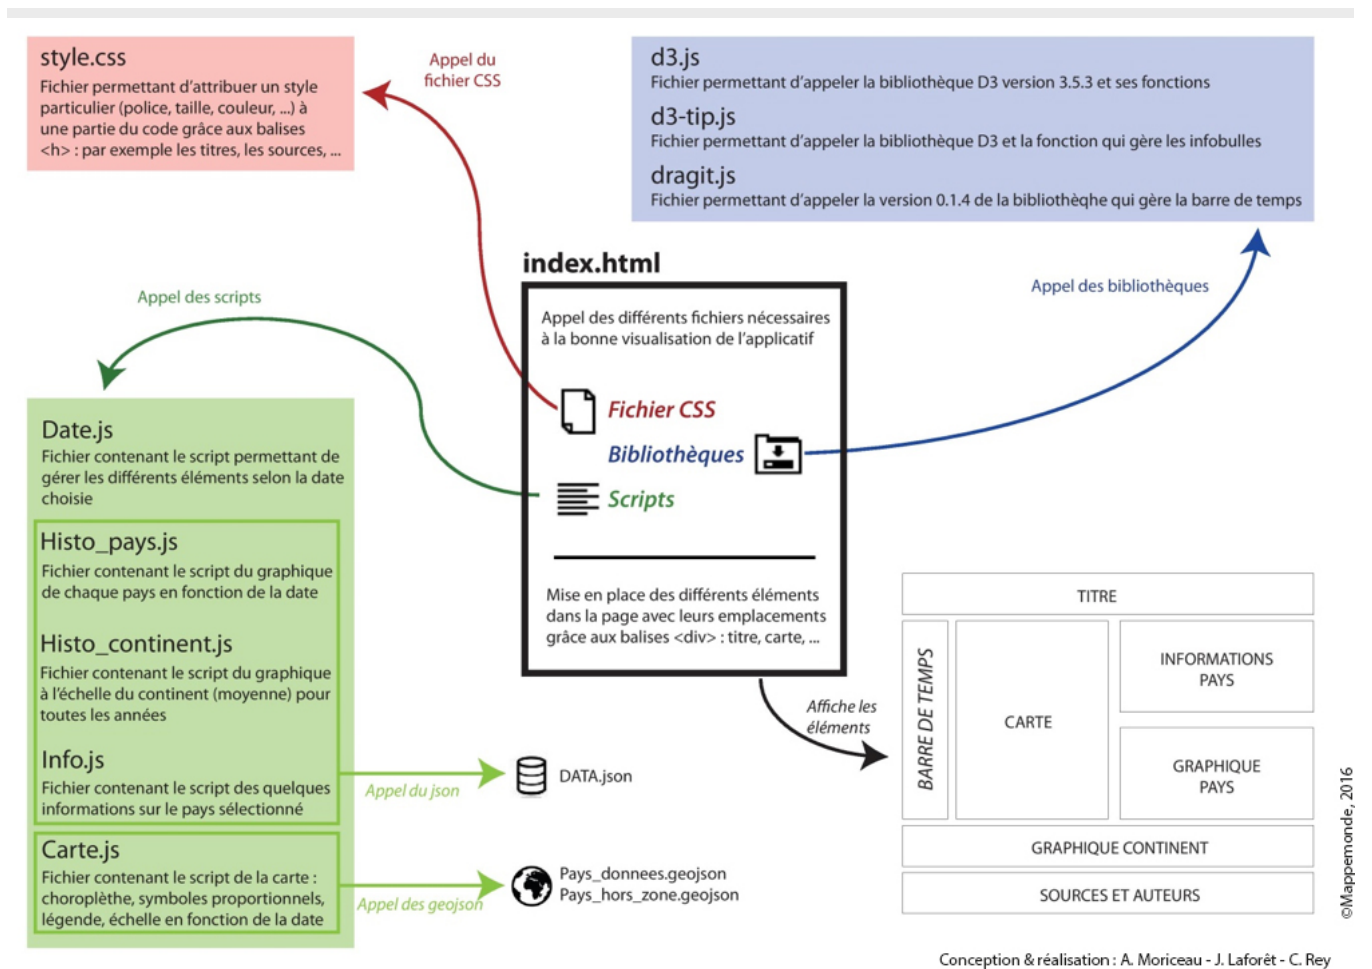 style.css
Fichier permettant d'attribuer un style
particulier (police, taille, couleur, ...) à
une partie du code grâce aux balises
<h> : par exemple les titres, les sources, ...
Appel du
fichier CSS
d3.js
Fichier permettant d'appeler la bibliothèque D3 version 3.5.3 et ses fonctions
d3-tip.js
Fichier permettant d'appeler la bibliothèque D3 et la fonction qui gère les infobulles
dragit.js
Fichier permettant d'appeler la version 0.1.4 de la bibliothèqhe qui gère la barre de temps
Appel des bibliothèques
Appel des scripts
index.html
Appel des différents fichiers nécessaires
à la bonne visualisation de l'applicatif
Fichier CSS
Bibliothèques
Scripts
Mise en place des différents éléments
dans la page avec leurs emplacements
grâce aux balises <div> : titre, carte, ...
Date.js
Fichier contenant le script permettant de
gérer les différents éléments selon la date
choisie
Histo_pays.js
Fichier contenant le script du graphique
de chaque pays en fonction de la date
Histo_continent.js
Fichier contenant le script du graphique
à l'échelle du continent (moyenne) pour
toutes les années
Info.js
Fichier contenant le script des quelques
informations sur le pays sélectionné
Carte.js
Fichier contenant le script de la carte :
choroplèthe, symboles proportionnels,
légende, échelle en fonction de la date
Appel du json
DATA.json
Appel des geojson
Pays_donnees.geojson
Pays_hors_zone.geojson
Affiche les
éléments
TITRE
BARRE DE TEMPS
CARTE
INFORMATIONS
PAYS
GRAPHIQUE
PAYS
GRAPHIQUE CONTINENT
SOURCES ET AUTEURS
©Mappemonde, 2016
Conception & réalisation : A. Moriceau - J. Laforêt - C. Rey